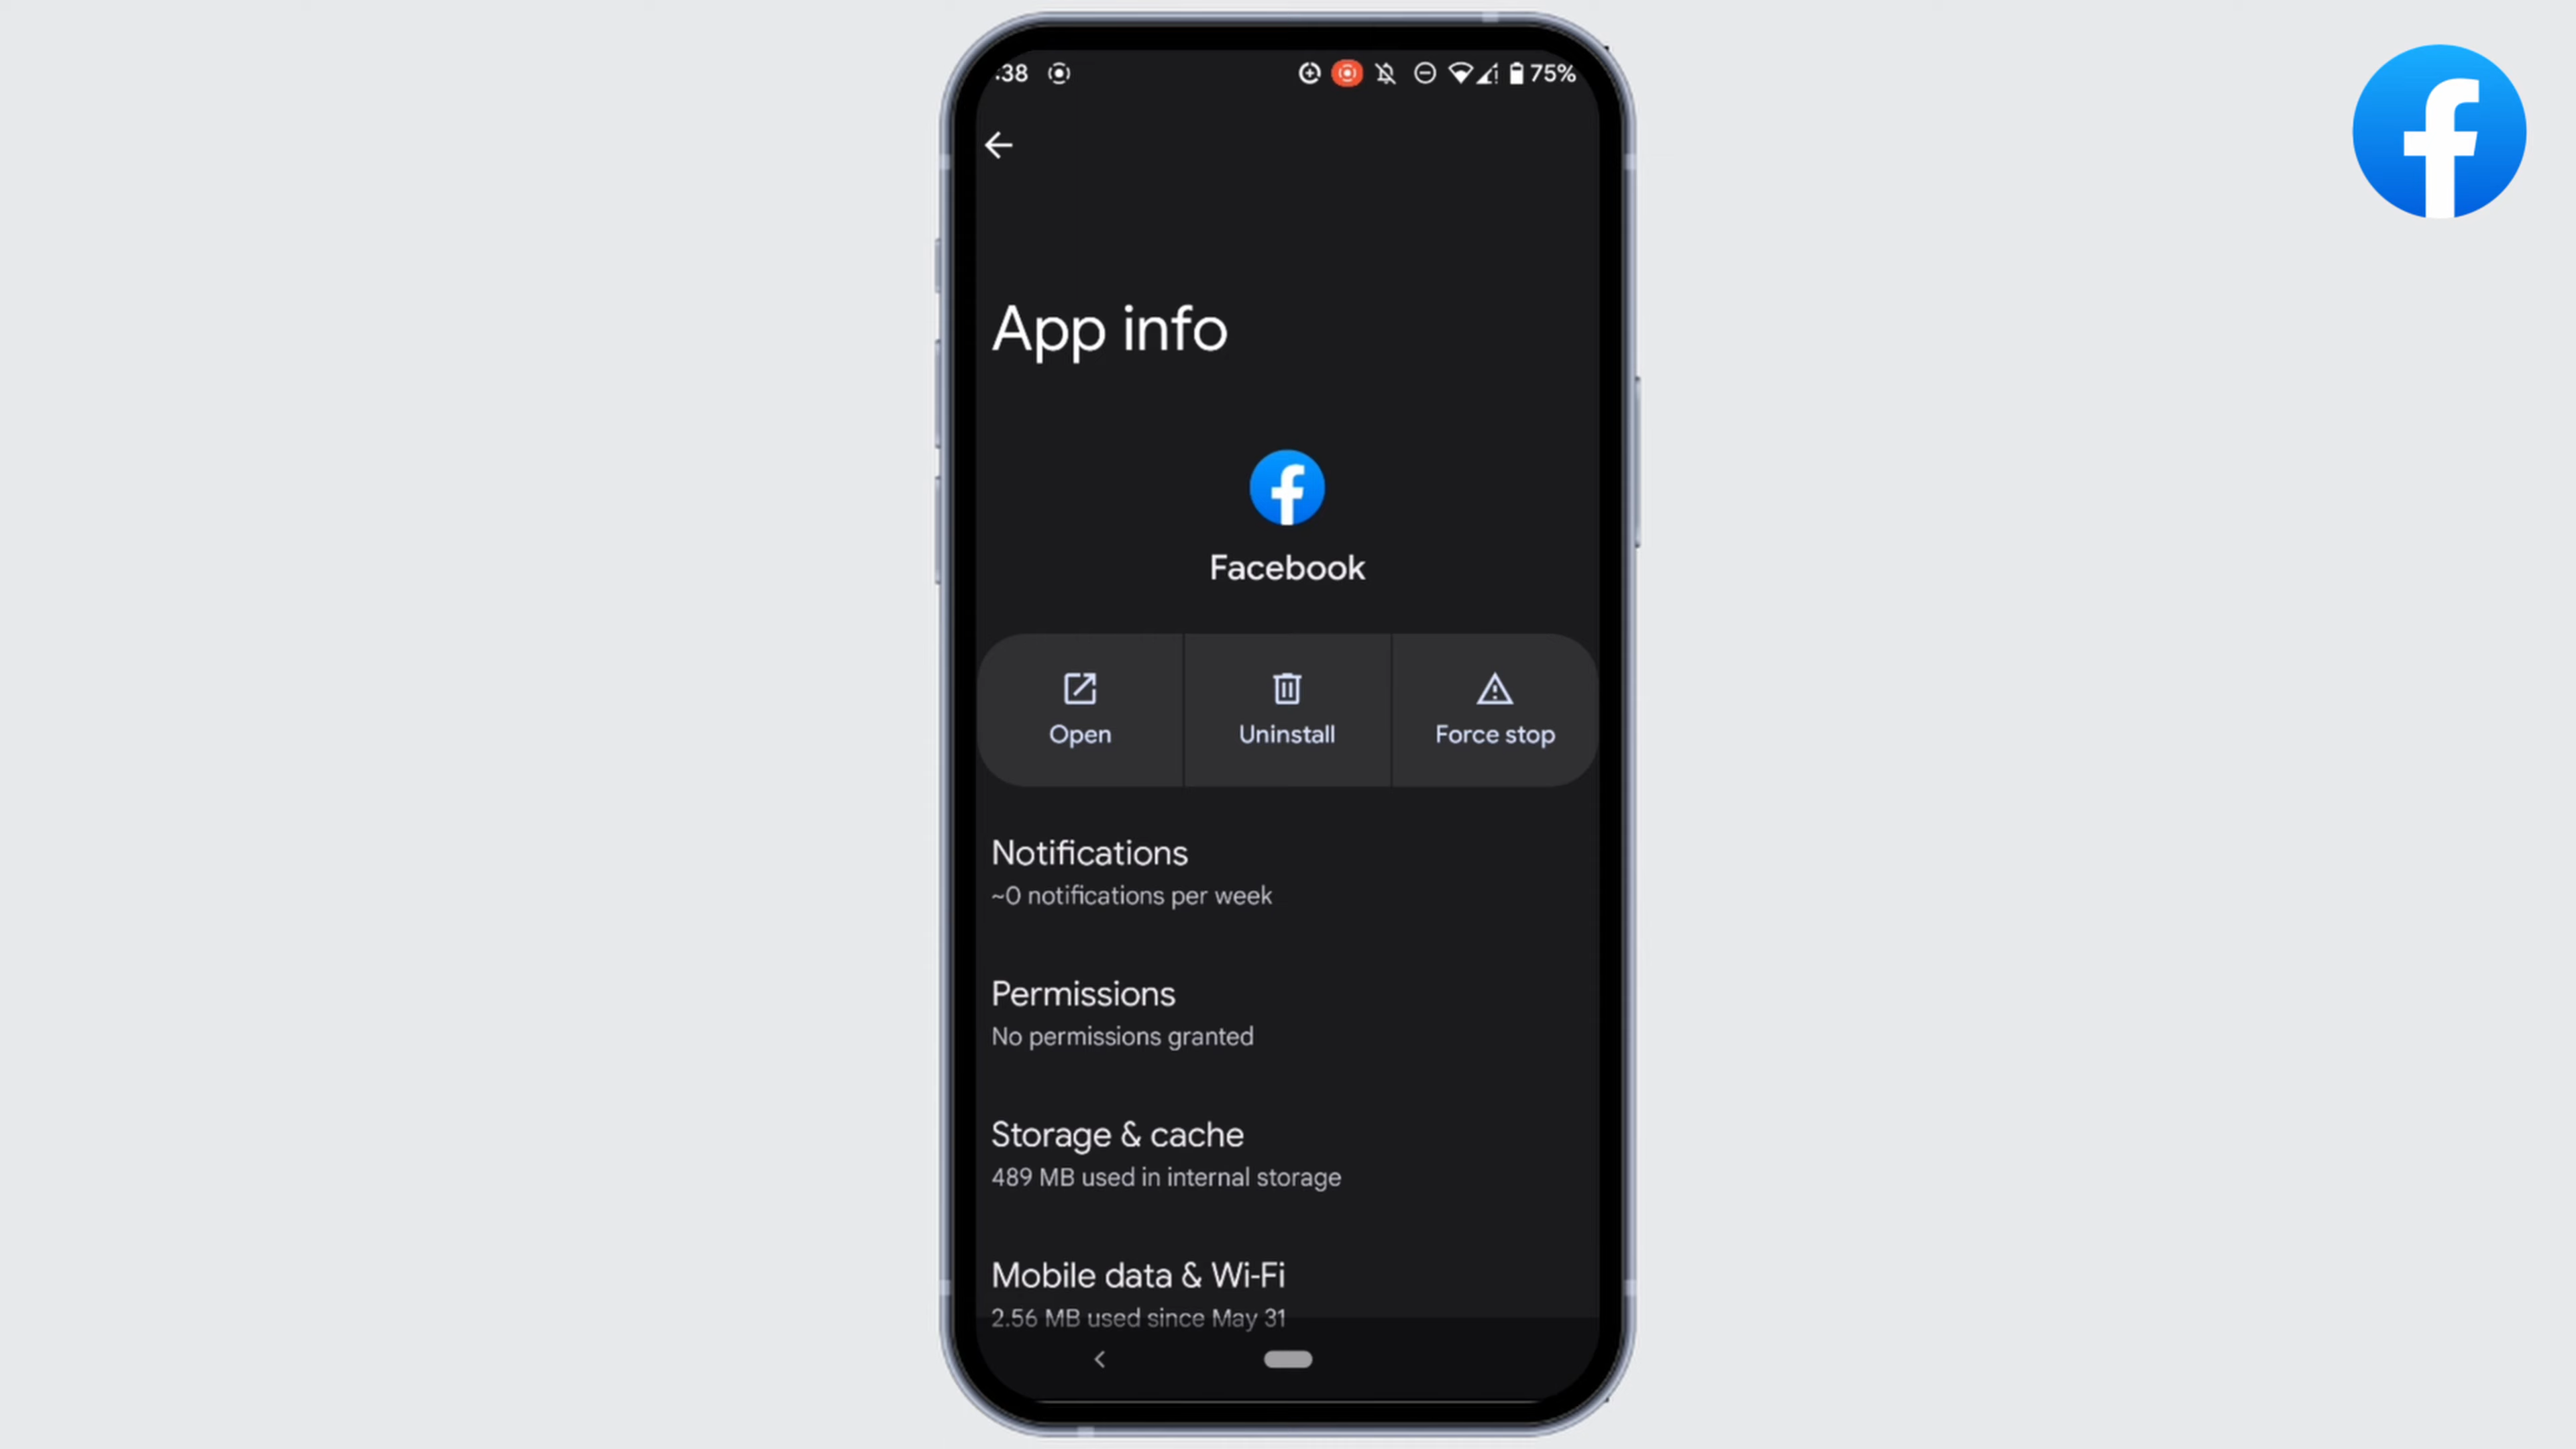 :38 75%
App info
Facebook
Open Uninstall Force stop
Notifications
~0 notifications per week
Permissions
No permissions granted
Storage & cache
489 MB used in internal storage
Mobile data & Wi-Fi
2.56 MB used since May 31